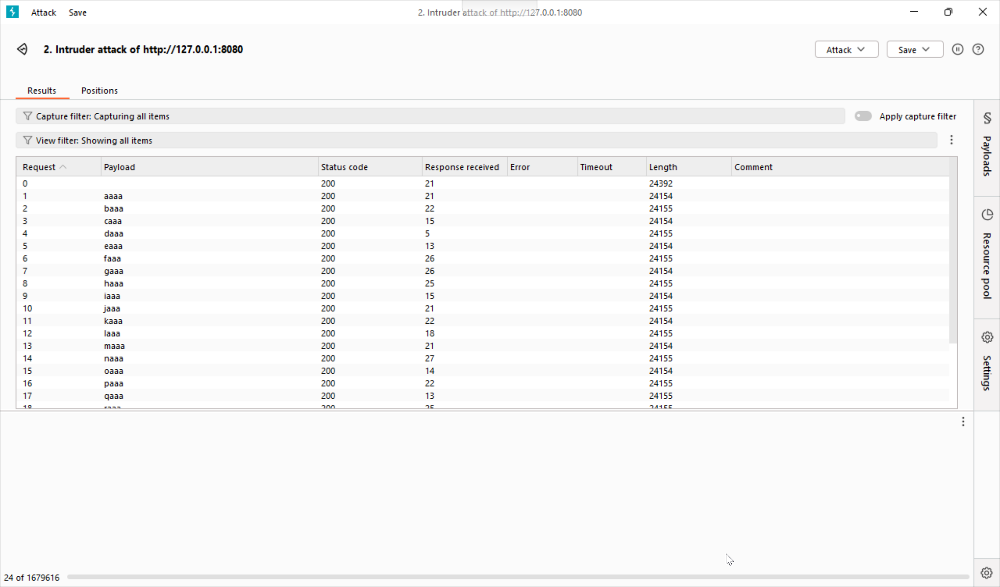 Attack Save 2. Intruder attack of http://127.0.0.1:8080
2. Intruder attack of http://127.0.0.1:8080 Attack Save
Results Positions
Capture filter: Capturing all items Apply capture filter
View filter: Showing all items
Request Payload Status code Response received Error Timeout Length Comment
0 200 21 24392
1 aaaa 200 21 24154
2 baaa 200 22 24155
3 caaa 200 15 24154
4 daaa 200 5 24155
5 eaaa 200 13 24154
6 faaa 200 26 24155
7 gaaa 200 26 24154
8 haaa 200 25 24155
9 iaaa 200 15 24154
10 jaaa 200 21 24155
11 kaaa 200 22 24154
12 laaa 200 18 24155
13 maaa 200 21 24154
14 naaa 200 27 24155
15 oaaa 200 14 24154
16 paaa 200 22 24155
17 qaaa 200 13 24155
18 raaa 200 25 24155
Payloads
Resource pool
Settings
24 of 1679616